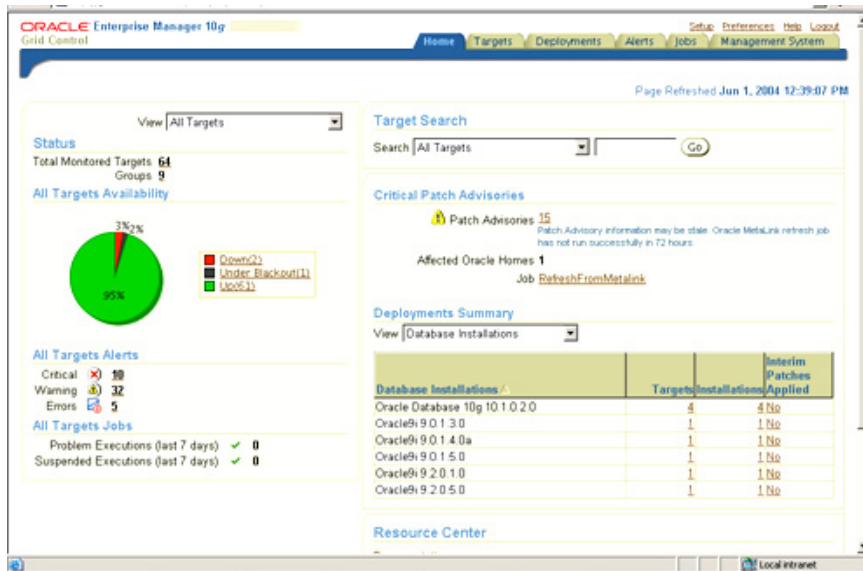 ORACLE Enterprise Manager 10g
Grid Control
Setup Preferences Help Logout
Home Targets Deployments Alerts Jobs Management System
Page Refreshed Jun 1, 2004 12:39:07 PM
View All Targets
Status
Total Monitored Targets 64
Groups 9
All Targets Availability
3%
2%
95%
Down(2)
Under Blackout(1)
Up(61)
All Targets Alerts
Critical 10
Warning 32
Errors 5
All Targets Jobs
Problem Executions (last 7 days) 0
Suspended Executions (last 7 days) 0
Target Search
Search All Targets Go
Critical Patch Advisories
Patch Advisories 15
Patch Advisory information may be stale. Oracle MetaLink refresh job
has not run successfully in 72 hours.
Affected Oracle Homes 1
Job RefreshFromMetalink
Deployments Summary
View Database Installations
Database Installations Targets Installations Interim Patches Applied
Oracle Database 10g 10.1.0.2.0 4 4 No
Oracle9i 9.0.1.3.0 1 1 No
Oracle9i 9.0.1.4.0a 1 1 No
Oracle9i 9.0.1.5.0 1 1 No
Oracle9i 9.2.0.1.0 1 1 No
Oracle9i 9.2.0.5.0 1 1 No
Resource Center
Local intranet